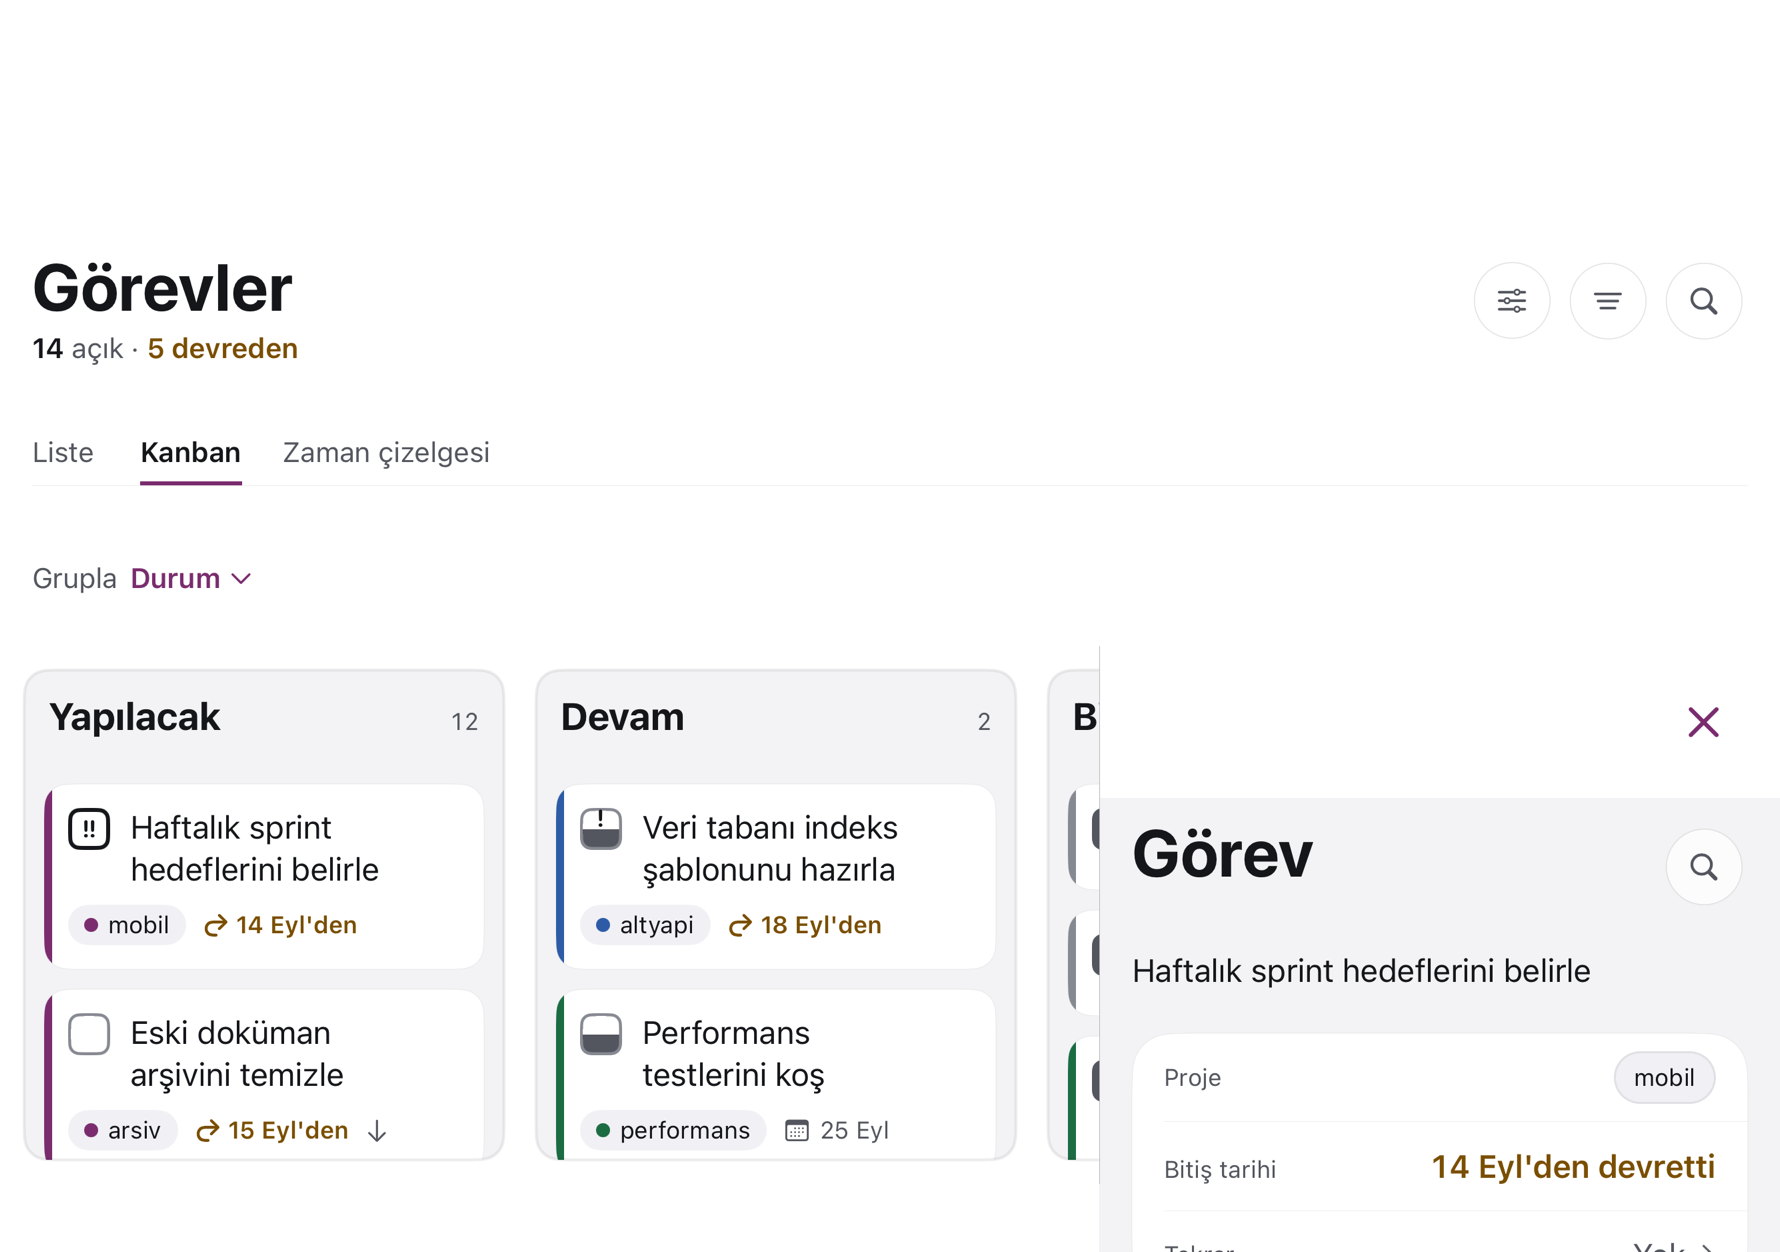 Görevler
14 açık · 5 devreden
Liste Kanban Zaman çizelgesi
Grupla Durum
Yapılacak 12
!! Haftalık sprint
hedeflerini belirle
mobil 14 Eyl'den
Eski doküman
arşivini temizle
arsiv 15 Eyl'den
Devam 2
! Veri tabanı indeks
şablonunu hazırla
altyapi 18 Eyl'den
Performans
testlerini koş
performans 25 Eyl
B
Görev
Haftalık sprint hedeflerini belirle
Proje mobil
Bitiş tarihi 14 Eyl'den devretti